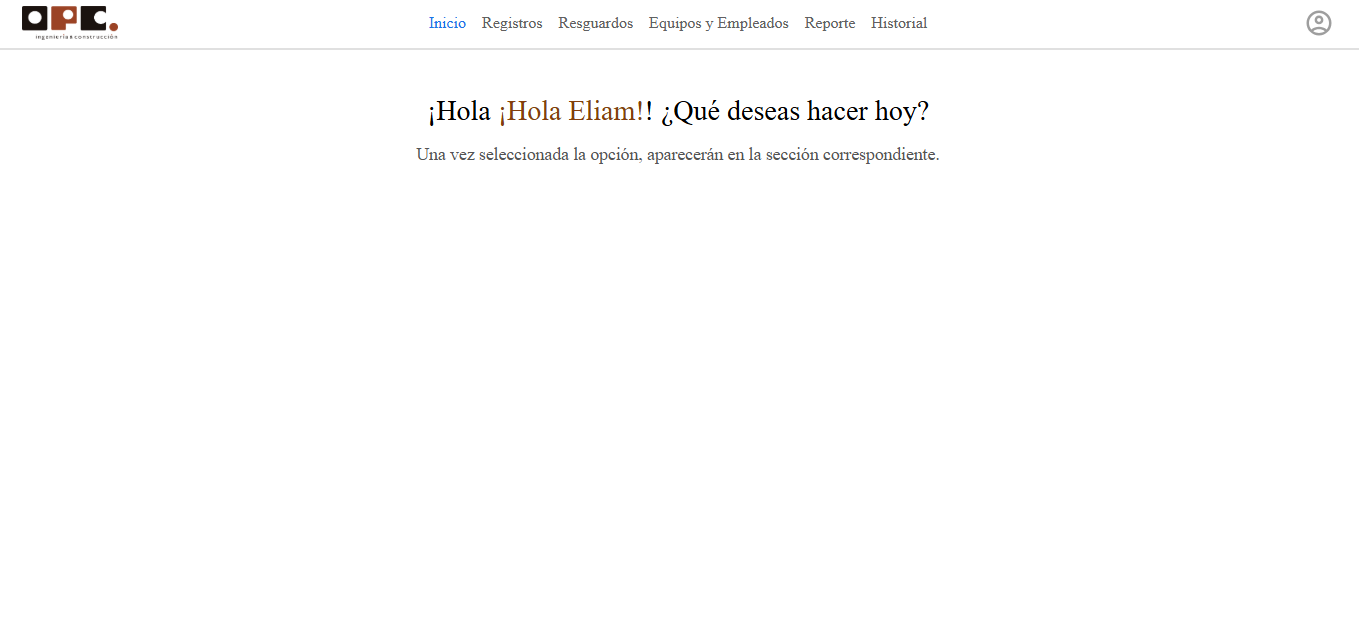 OPC.
ingeniería&construcción
Inicio Registros Resguardos Equipos y Empleados Reporte Historial
¡Hola ¡Hola Eliam!! ¿Qué deseas hacer hoy?
Una vez seleccionada la opción, aparecerán en la sección correspondiente.